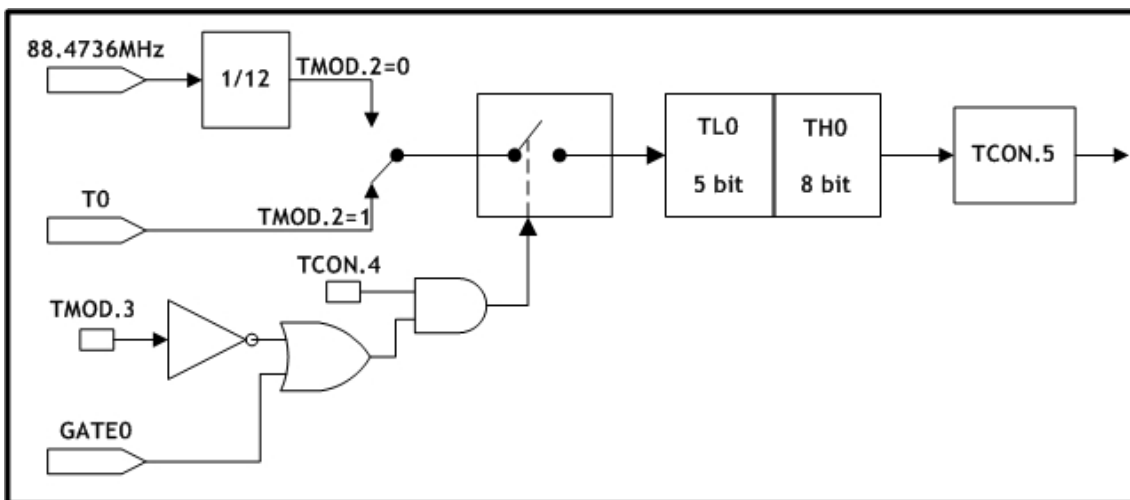 88.4736MHz
1/12
TMOD.2=0
TL0
5 bit
TH0
8 bit
TCON.5
T0
TMOD.2=1
TCON.4
TMOD.3
GATE0